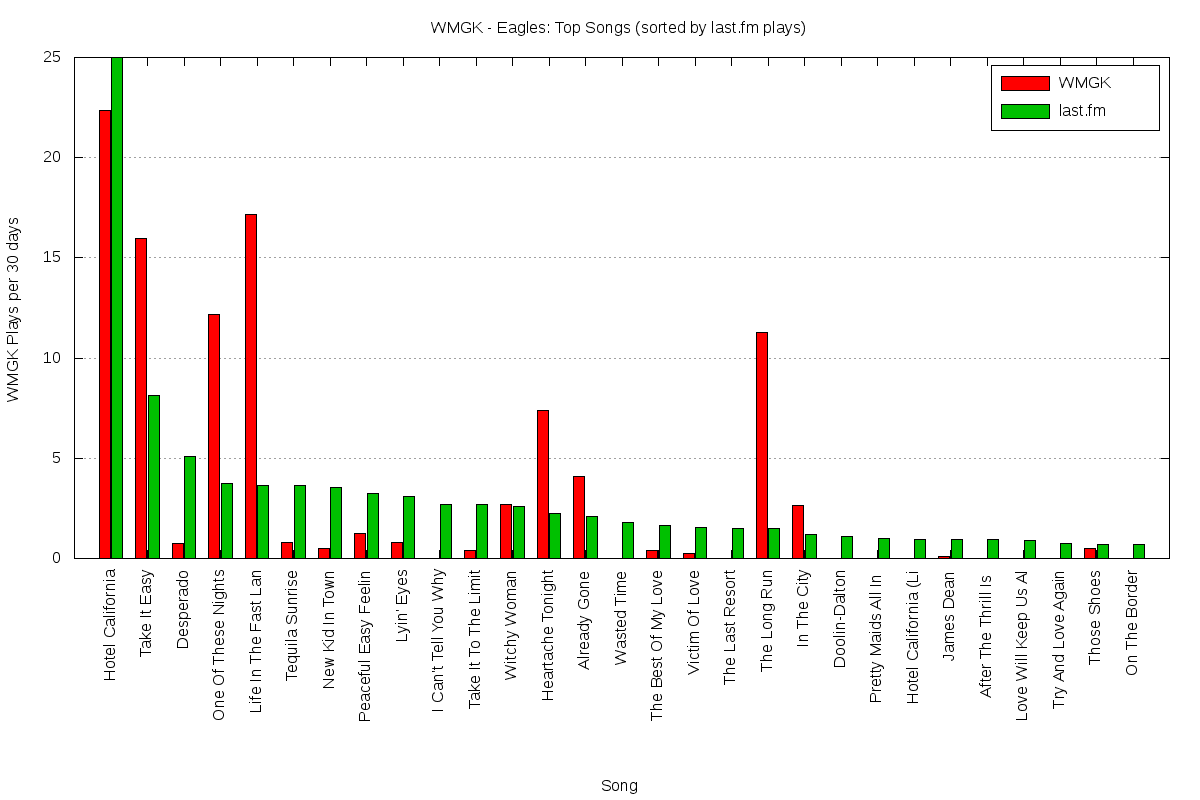 WMGK - Eagles: Top Songs (sorted by last.fm plays)
WMGK
last.fm
WMGK Plays per 30 days
25
20
15
10
5
0
Hotel California
Take It Easy
Desperado
One Of These Nights
Life In The Fast Lan
Tequila Sunrise
New Kid In Town
Peaceful Easy Feelin
Lyin' Eyes
I Can't Tell You Why
Take It To The Limit
Witchy Woman
Heartache Tonight
Already Gone
Wasted Time
The Best Of My Love
Victim Of Love
The Last Resort
The Long Run
In The City
Doolin-Dalton
Pretty Maids All In
Hotel California (Li
James Dean
After The Thrill Is
Love Will Keep Us Al
Try And Love Again
Those Shoes
On The Border
Song